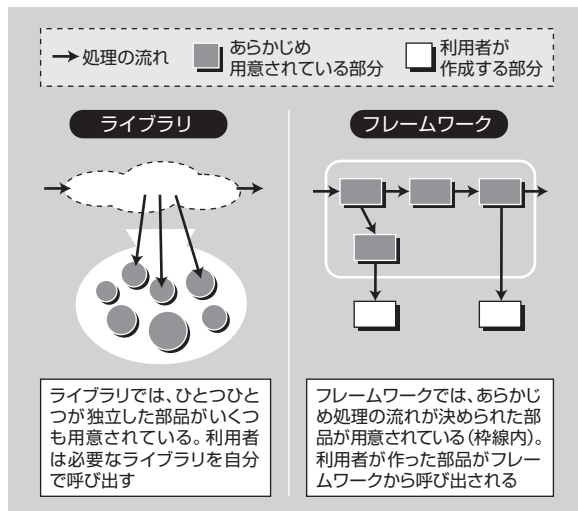 処理の流れ
あらかじめ
用意されている部分
利用者が
作成する部分
ライブラリ
ライブラリでは、ひとつひと
つが独立した部品がいくつ
も用意されている。利用者
は必要なライブラリを自分
で呼び出す
フレームワーク
フレームワークでは、あらかじ
め処理の流れが決められた部
品が用意されている(枠線内)。
利用者が作った部品がフレー
ムワークから呼び出される